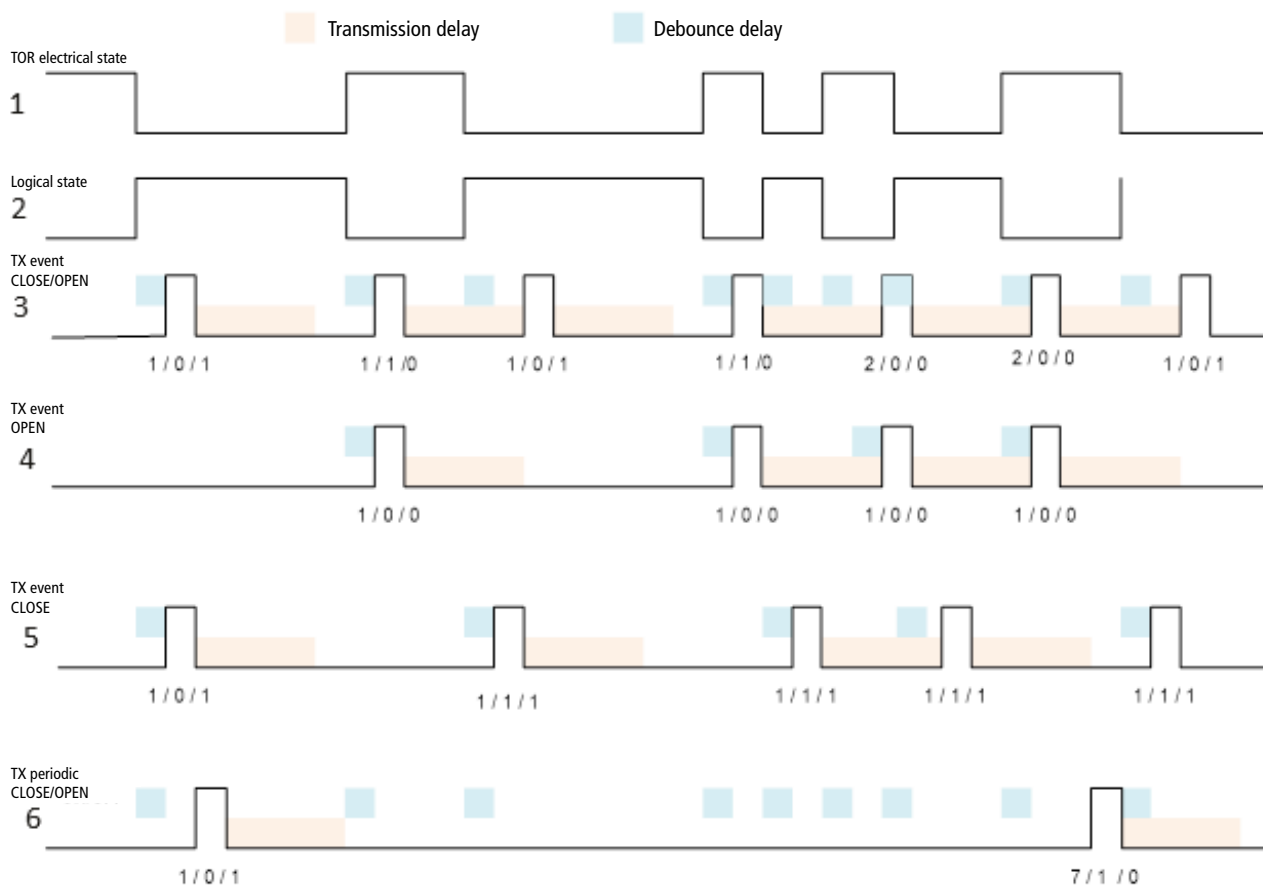 Transmission delay
Debounce delay
TOR electrical state
1
Logical state
2
TX event
CLOSE/OPEN
3
1 / 0 / 1
1 / 1 /0
1 / 0 / 1
1 / 1 /0
2 / 0 / 0
2 / 0 / 0
1 / 0 / 1
TX event
OPEN
4
1 / 0 / 0
1 / 0 / 0
1 / 0 / 0
1 / 0 / 0
TX event
CLOSE
5
1 / 0 / 1
1 / 1 / 1
1 / 1 / 1
1 / 1 / 1
1 / 1 / 1
TX periodic
CLOSE/OPEN
6
1 / 0 / 1
7 / 1 / 0